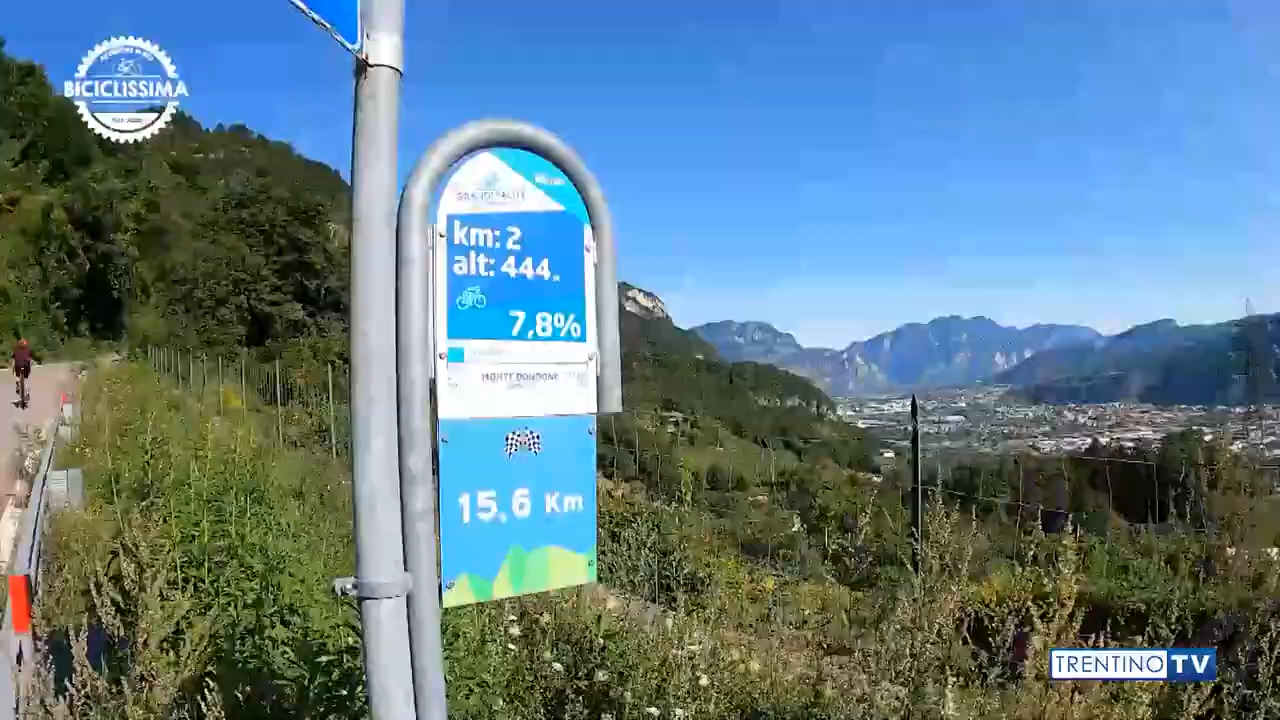 BICICLISSIMA
km: 2
alt: 444
7,8%
MONTE BONDONE
15,6 Km
TRENTINO TV